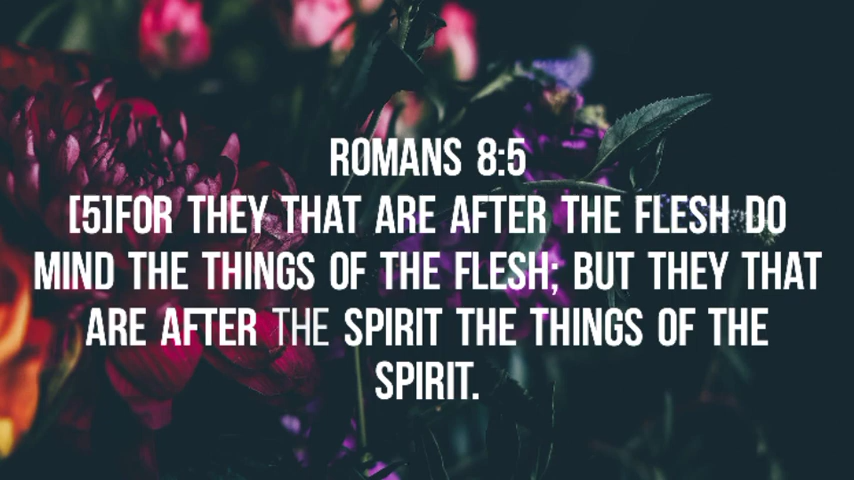 ROMANS 8:5
[5]FOR THEY THAT ARE AFTER THE FLESH DO
MIND THE THINGS OF THE FLESH; BUT THEY THAT
ARE AFTER THE SPIRIT THE THINGS OF THE
SPIRIT.